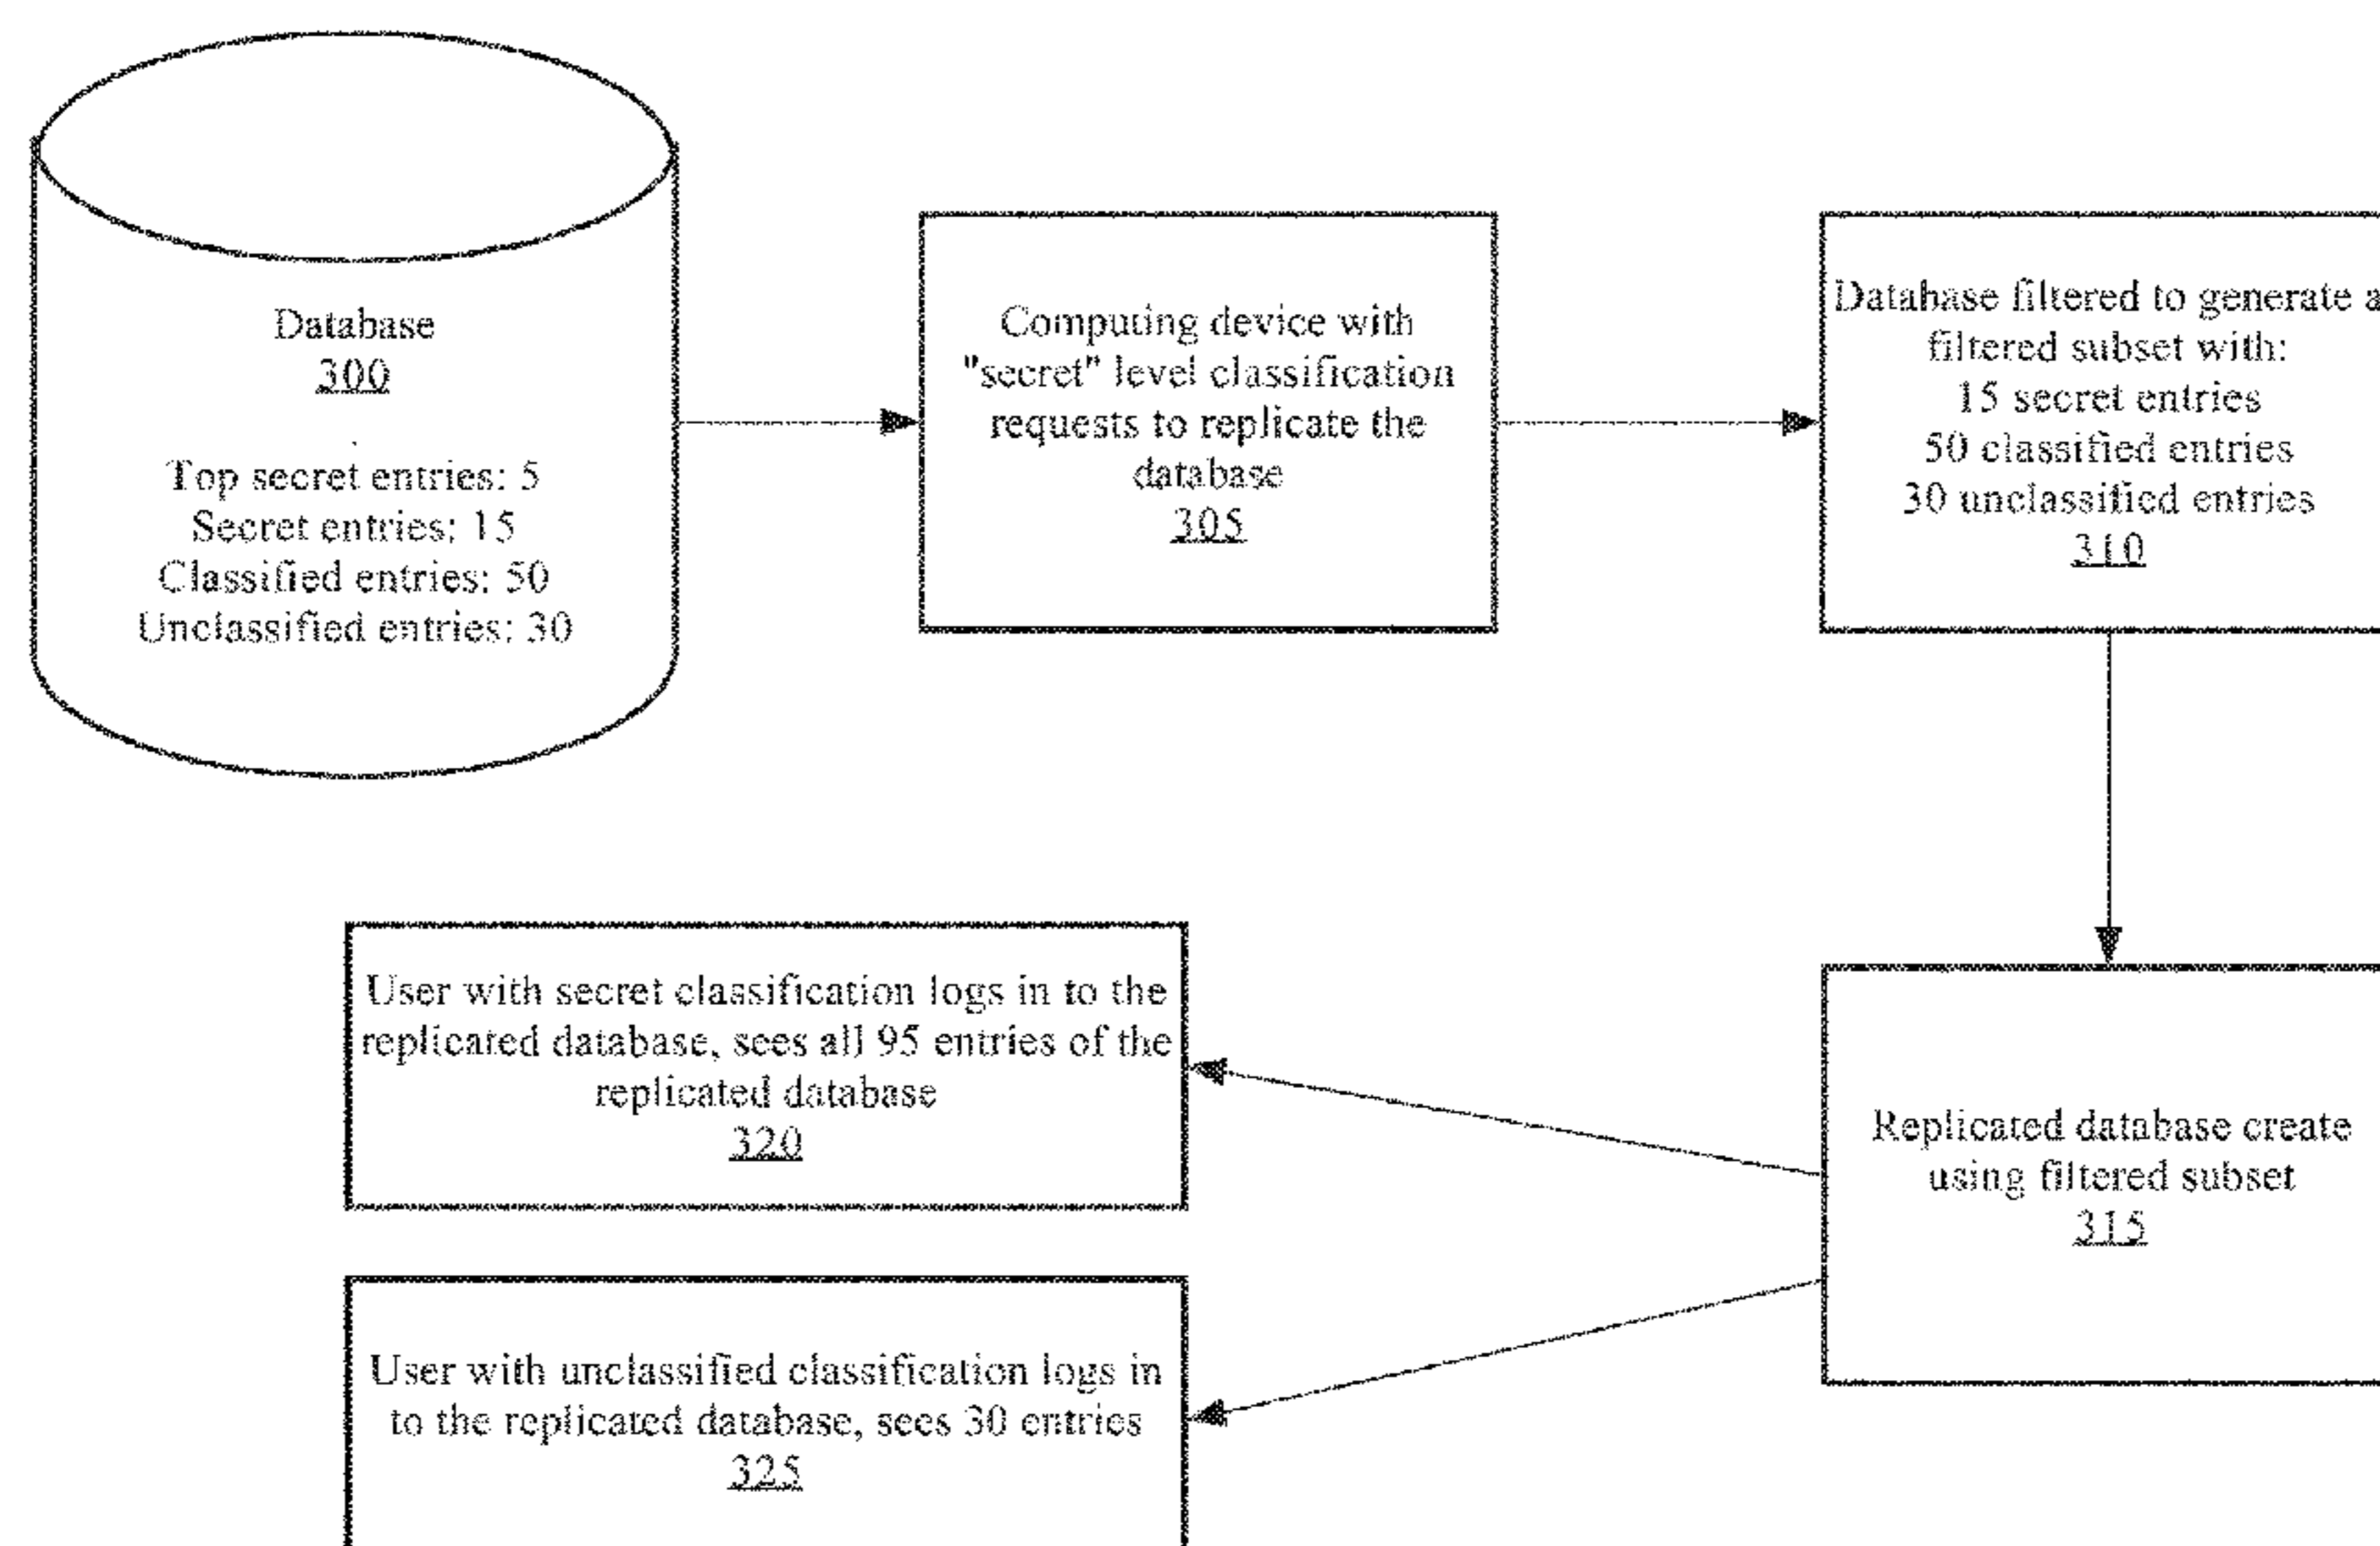 Database
300
Top secret entries: 5
Secret entries: 15
Classified entries: 50
Unclassified entries: 30
Computing device with
"secret" level classification
requests to replicate the
database
305
Database filtered to generate a
filtered subset with:
15 secret entries
50 classified entries
30 unclassified entries
310
User with secret classification logs in to the
replicated database, sees all 95 entries of the
replicated database
320
Replicated database create
using filtered subset
315
User with unclassified classification logs in
to the replicated database, sees 30 entries
325